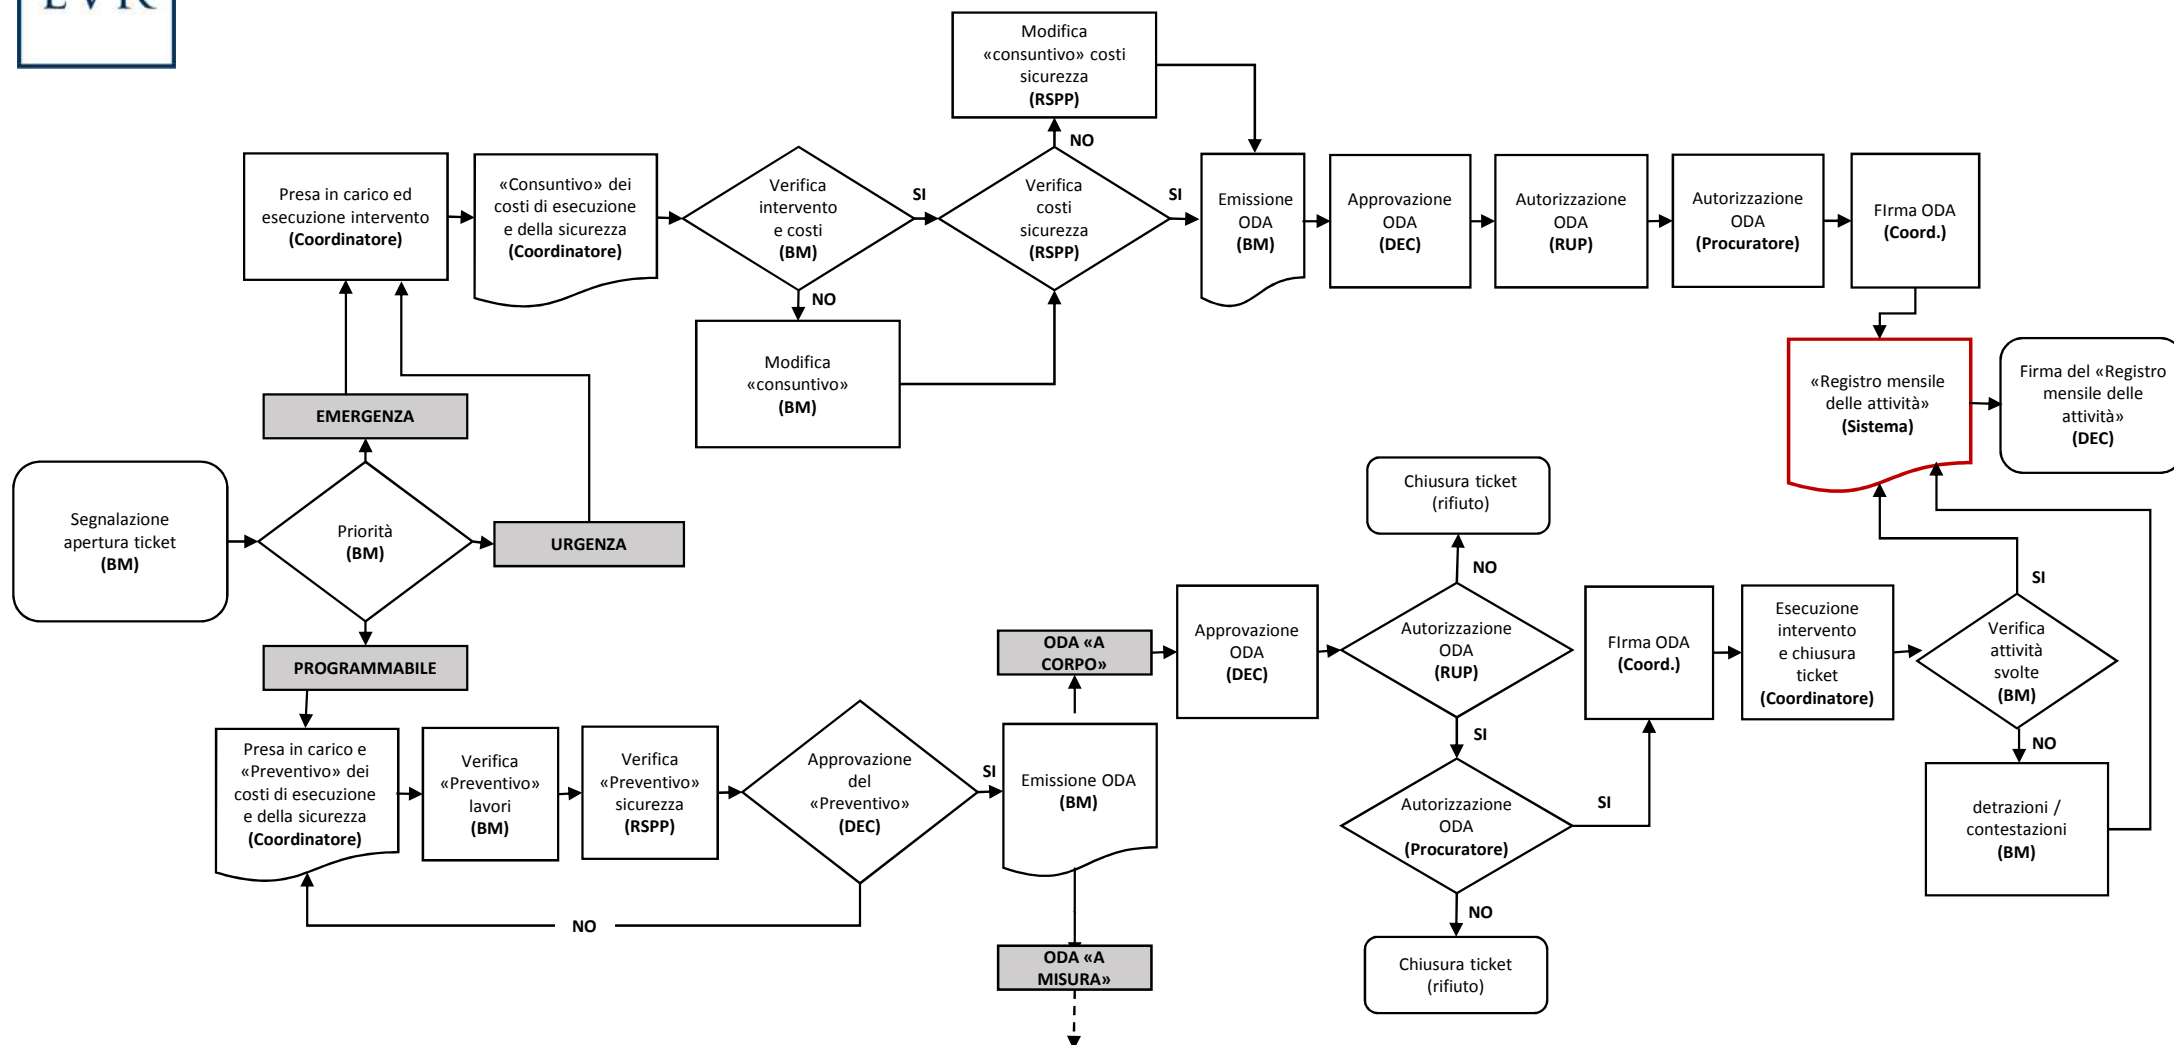 Modifica
«consuntivo» costi
sicurezza
(RSPP)
NO
Presa in carico ed
esecuzione intervento
(Coordinatore)
«Consuntivo» dei
costi di esecuzione
e della sicurezza
(Coordinatore)
Verifica
intervento
e costi
(BM)
SI
Verifica
costi
sicurezza
(RSPP)
SI
Emissione
ODA
(BM)
Approvazione
ODA
(DEC)
Autorizzazione
ODA
(RUP)
Autorizzazione
ODA
(Procuratore)
FIrma ODA
(Coord.)
NO
Modifica
«consuntivo»
(BM)
«Registro mensile
delle attività»
(Sistema)
Firma del «Registro
mensile delle
attività»
(DEC)
EMERGENZA
Segnalazione
apertura ticket
(BM)
Priorità
(BM)
URGENZA
PROGRAMMABILE
Chiusura ticket
(rifiuto)
NO
ODA «A
CORPO»
Approvazione
ODA
(DEC)
Autorizzazione
ODA
(RUP)
SI
FIrma ODA
(Coord.)
Esecuzione
intervento
e chiusura
ticket
(Coordinatore)
SI
Verifica
attività
svolte
(BM)
NO
Presa in carico e
«Preventivo» dei
costi di esecuzione
e della sicurezza
(Coordinatore)
Verifica
«Preventivo»
lavori
(BM)
Verifica
«Preventivo»
sicurezza
(RSPP)
Approvazione
del
«Preventivo»
(DEC)
SI
Emissione ODA
(BM)
Autorizzazione
ODA
(Procuratore)
SI
detrazioni /
contestazioni
(BM)
NO
NO
ODA «A
MISURA»
Chiusura ticket
(rifiuto)